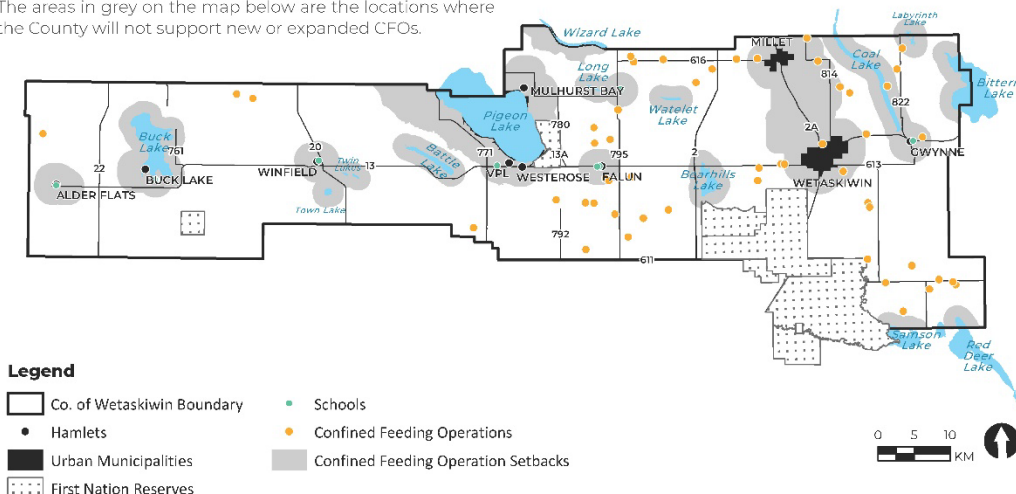 The areas in grey on the map below are the locations where
the County will not support new or expanded CFOs.
Wizard Lake
Labyrinth
Lake
MILLET
616
Long
Lake
Coal
Lake
814
Bittern
Lake
MULHURST BAY
822
Watelet
Lake
Pigeon
Lake
780
2A
Buck
Lake
761
20
Battle
Lake
771
13A
795
2
GWYNNE
22
Twin
Lakes
13
613
BUCK LAKE
WINFIELD
VPL
WESTEROSE
FALUN
Bearhills
Lake
WETASKIWIN
ALDER FLATS
Town Lake
792
2
611
Samson
Lake
Red
Deer
Lake
Legend
Co. of Wetaskiwin Boundary
Schools
Hamlets
Confined Feeding Operations
Urban Municipalities
Confined Feeding Operation Setbacks
First Nation Reserves
0 5 10
KM